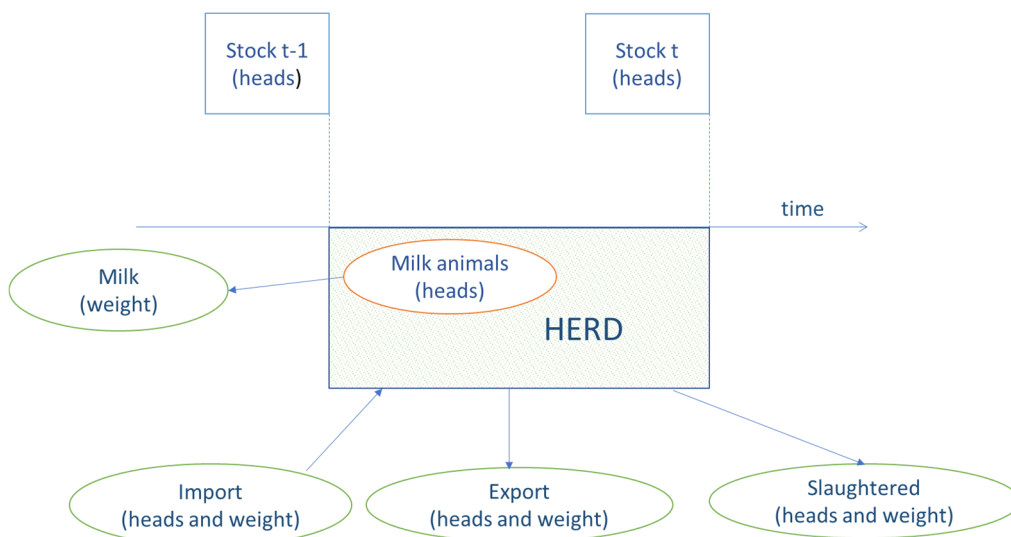 Stock t-1
(heads)
Stock t
(heads)
time
Milk
(weight)
Milk animals
(heads)
HERD
Import
(heads and weight)
Export
(heads and weight)
Slaughtered
(heads and weight)